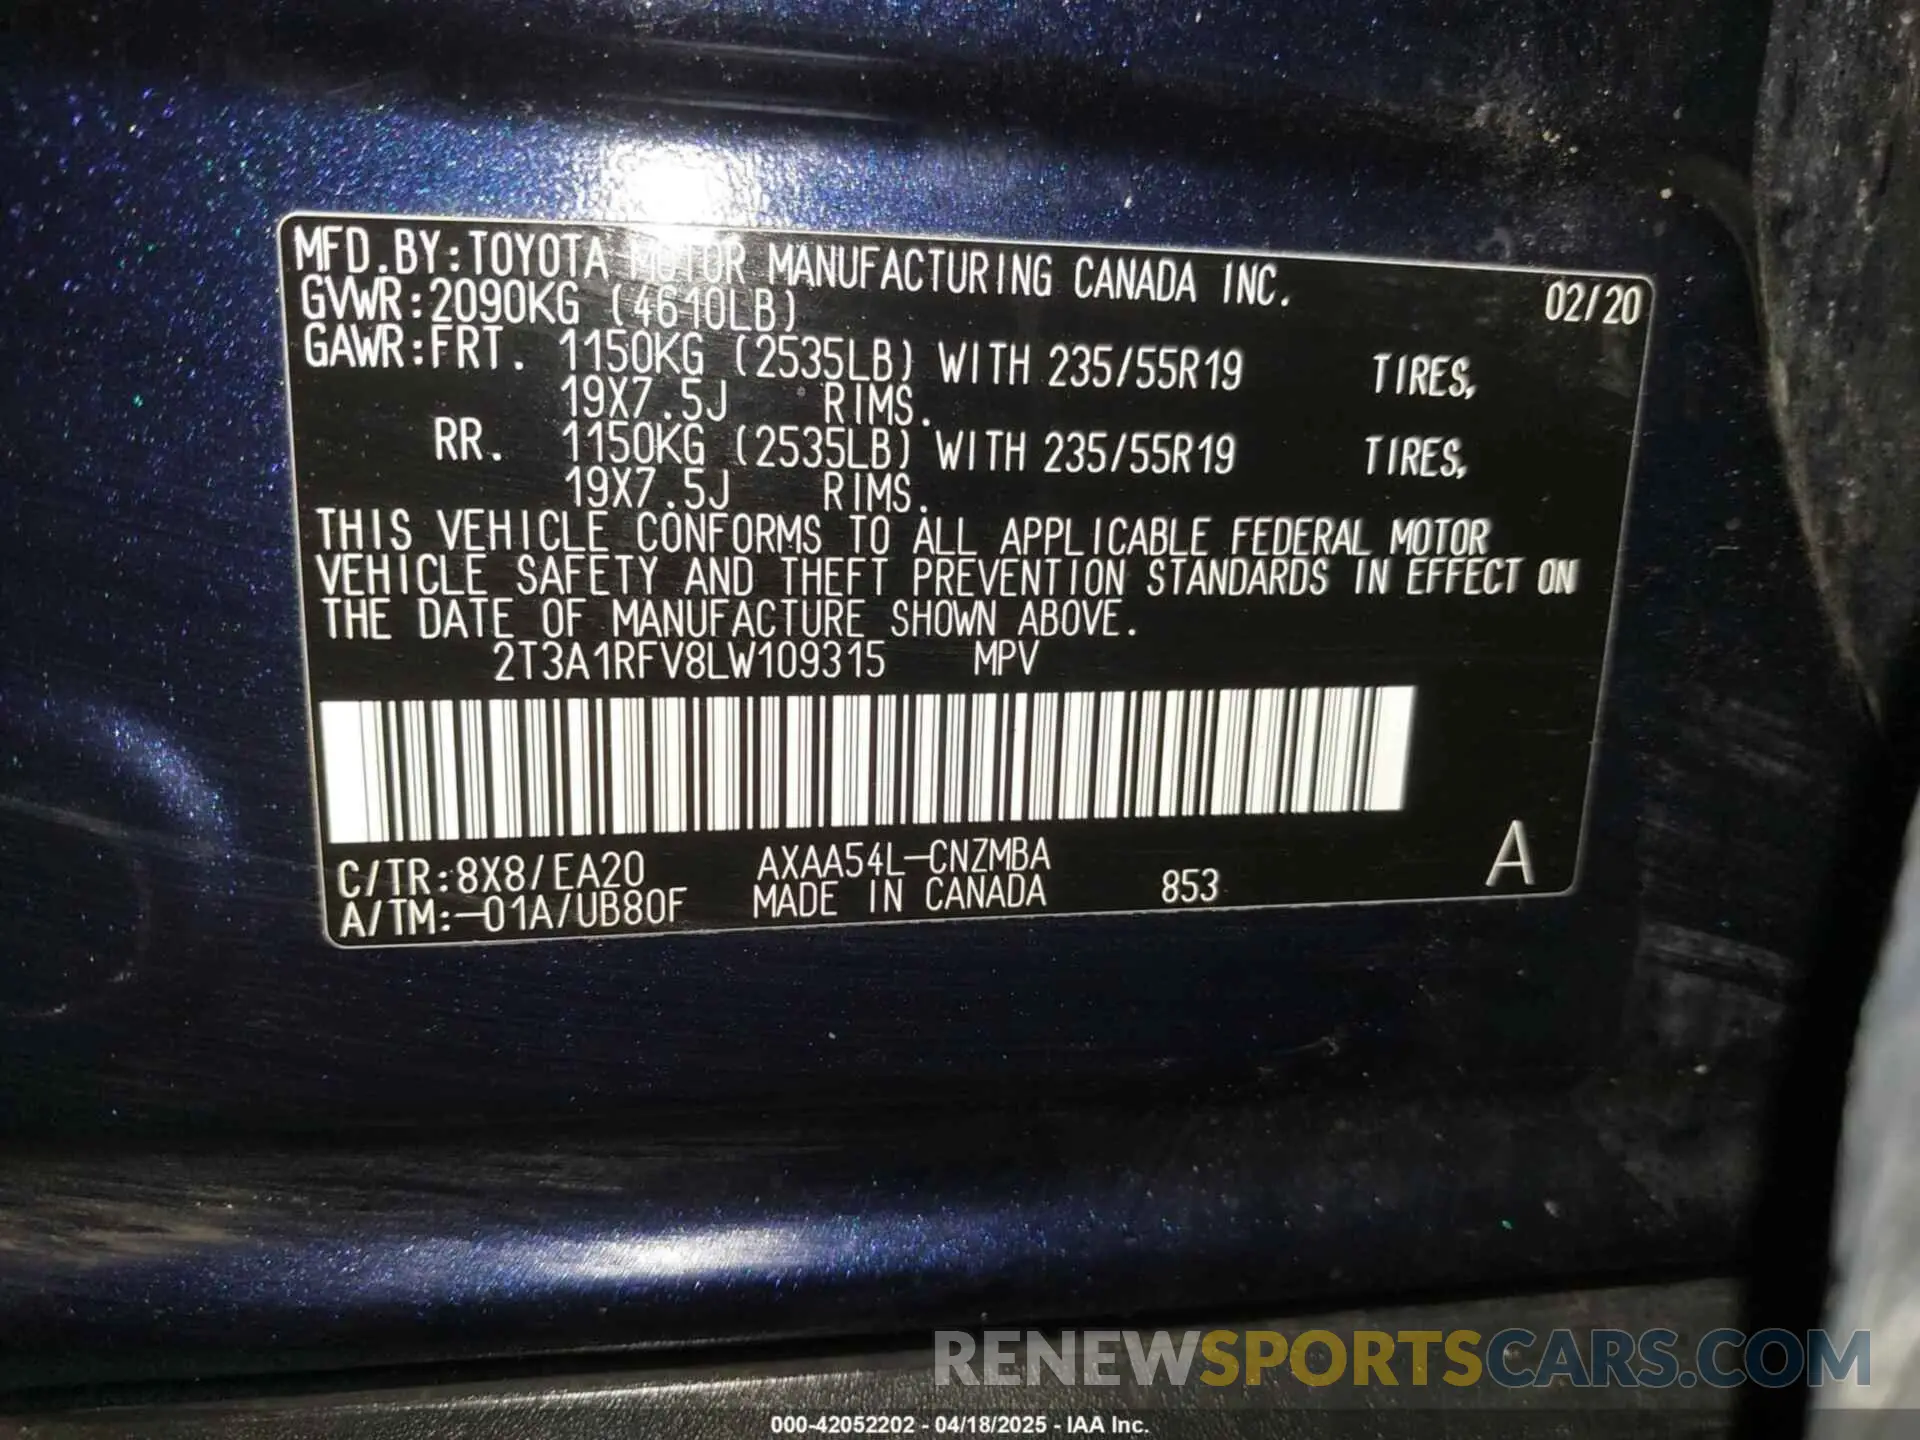 MFD.BY:TOYOTA MOTOR MANUFACTURING CANADA INC. 02/20
GVWR:2090KG (4610LB)
GAWR:FRT. 1150KG (2535LB) WITH 235/55R19 TIRES,
19X7.5J RIMS.
RR. 1150KG (2535LB) WITH 235/55R19 TIRES,
19X7.5J RIMS.
THIS VEHICLE CONFORMS TO ALL APPLICABLE FEDERAL MOTOR
VEHICLE SAFETY AND THEFT PREVENTION STANDARDS IN EFFECT ON
THE DATE OF MANUFACTURE SHOWN ABOVE.
2T3A1RFV8LW109315 MPV
C/TR:8X8/EA20 AXAA54L-CNZMBA A
A/TM:-01A/UB80F MADE IN CANADA 853
RENEWSPORTSCARS.COM
000-42052202 - 04/18/2025 - IAA Inc.